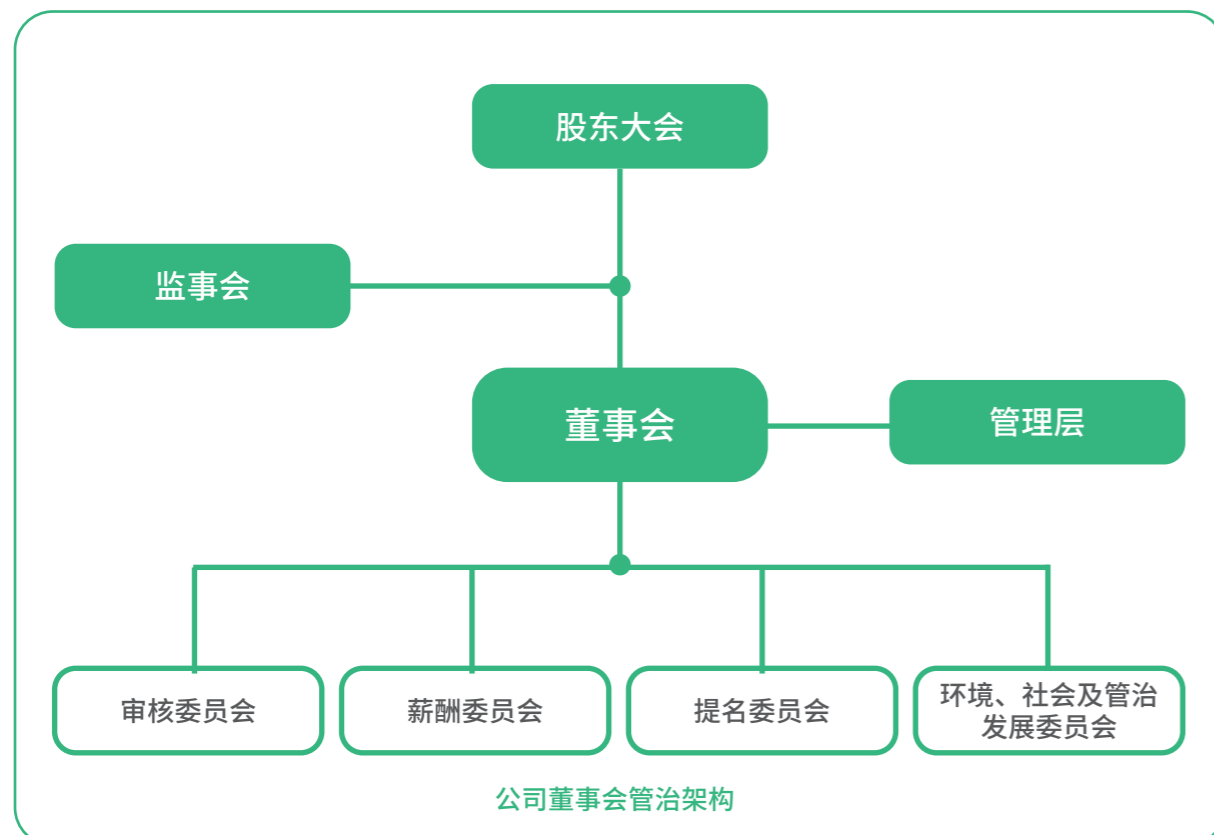 股东大会
监事会
董事会
管理层
审核委员会
薪酬委员会
提名委员会
环境、社会及管治
发展委员会
公司董事会管治架构